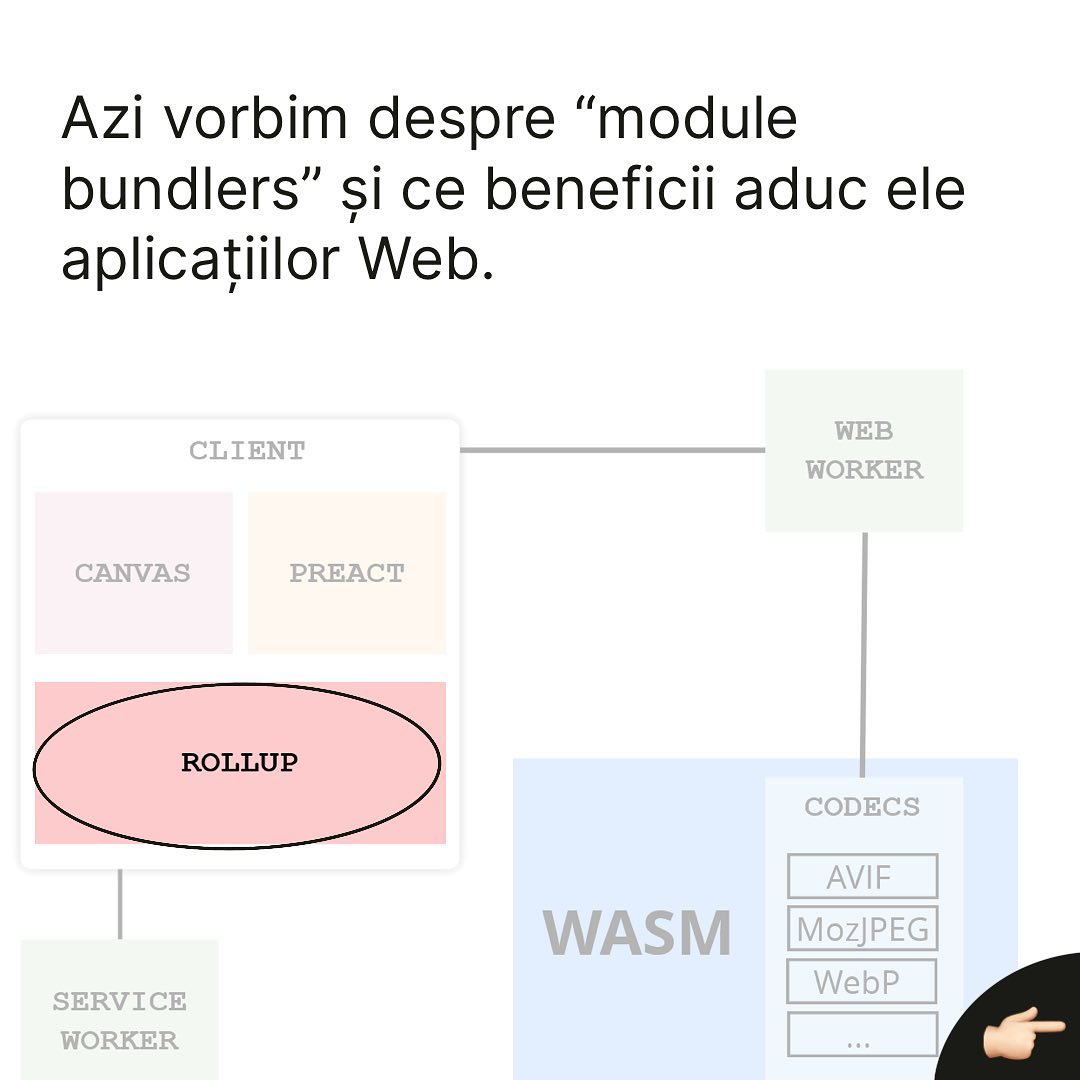 Azi vorbim despre “module
bundlers” și ce beneficii aduc ele
aplicațiilor Web.
CLIENT
CANVAS
PREACT
ROLLUP
WEB
WORKER
SERVICE
WORKER
WASM
CODECS
AVIF
MozJPEG
WebP
...